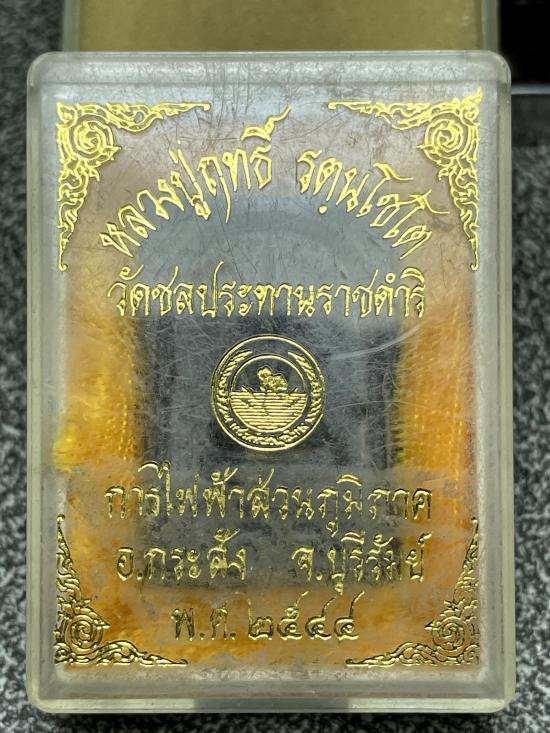 หลวงปู่ฤทธิ์ รตนโชโต
วัดชลประทานราชดำริ
การไฟฟ้าส่วนภูมิภาค
อ.กระสัง จ.บุรีรัมย์
พ.ศ. ๒๕๔๔